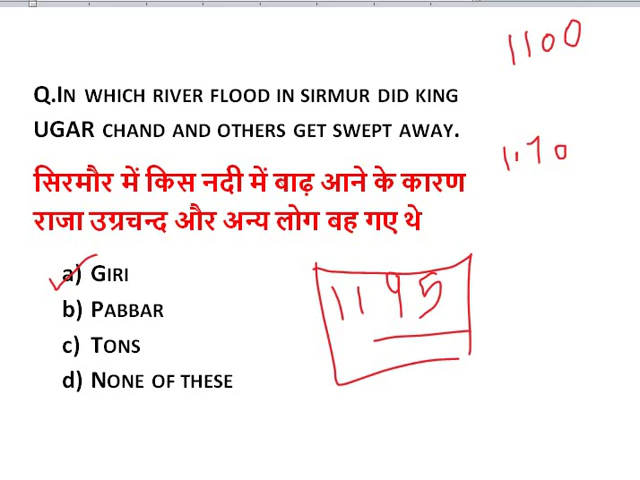 Q.IN WHICH RIVER FLOOD IN SIRMUR DID KING
UGAR CHAND AND OTHERS GET SWEPT AWAY.
सिरमौर में किस नदी में वाढ़ आने के कारण
राजा उग्रचन्द और अन्य लोग वह गए थे
a) GIRI
b) PABBAR
c) TONS
d) NONE OF THESE
1100
1170
1195